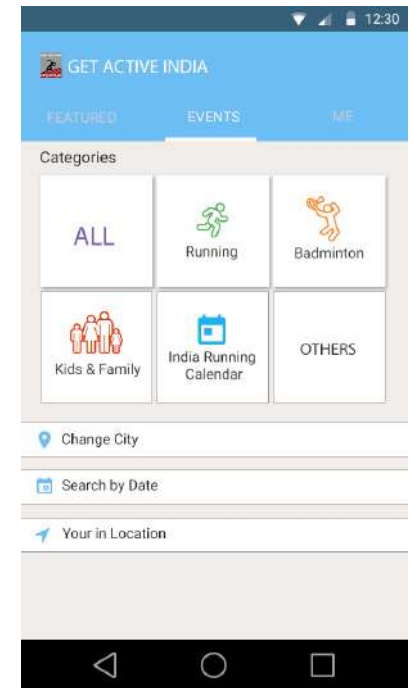 12:30
GET ACTIVE INDIA
FEATURED EVENTS ME
Categories
ALL
Running
Badminton
Kids & Family
India Running
Calendar
OTHERS
Change City
Search by Date
Your in Location